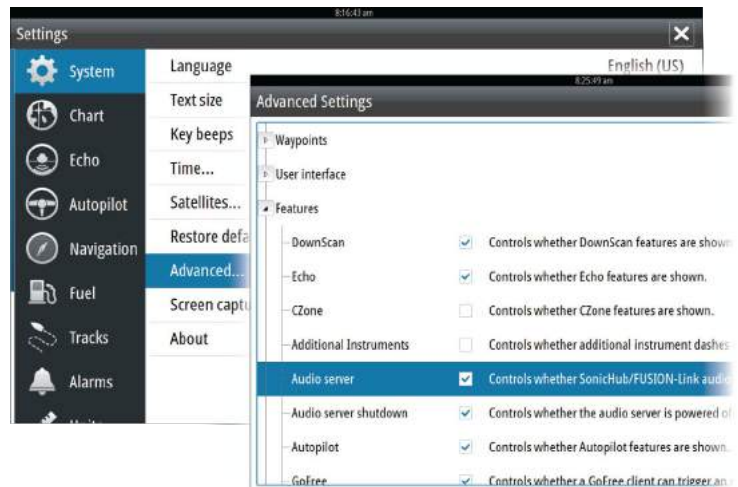 8:16:43 am
Settings
System
Chart
Echo
Autopilot
Navigation
Fuel
Tracks
Alarms
Language English (US)
Text size
Key beeps
Time...
Satellites...
Restore defa
Advanced...
Screen captu
About
8:25:49 am
Advanced Settings
Waypoints
User interface
Features
DownScan Controls whether DownScan features are shown
Echo Controls whether Echo features are shown.
CZone Controls whether CZone features are shown.
Additional Instruments Controls whether additional instrument dashes
Audio server Controls whether SonicHub/FUSION-Link audio
Audio server shutdown Controls whether the audio server is powered of
Autopilot Controls whether Autopilot features are shown.
GoFree Controls whether a GoFree client can trigger an